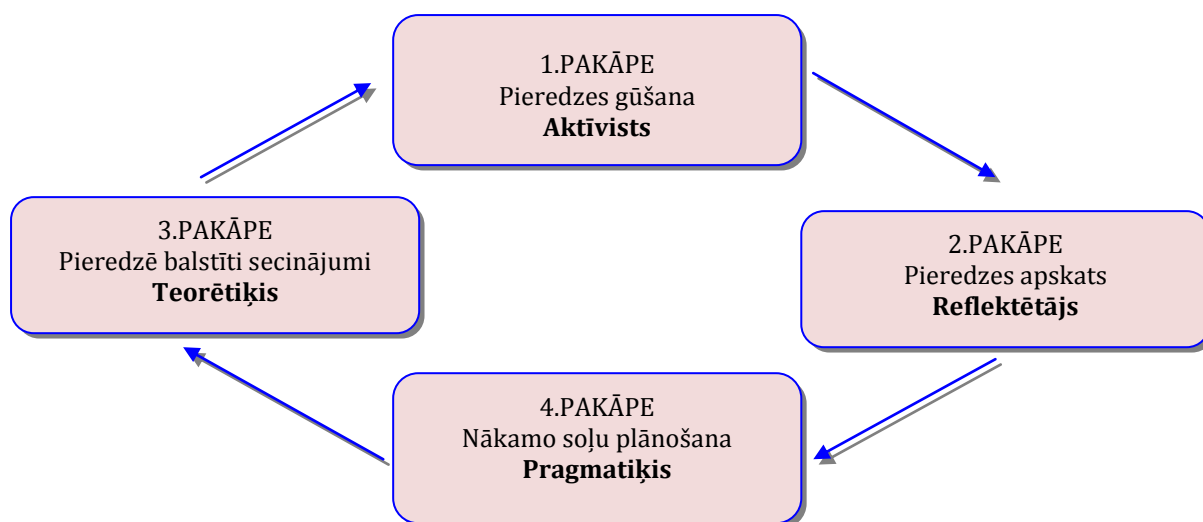 1.PAKĀPE
Pieredzes gūšana
Aktīvists
3.PAKĀPE
Pieredzē balstīti secinājumi
Teorētiķis
2.PAKĀPE
Pieredzes apskats
Reflektētājs
4.PAKĀPE
Nākamo soļu plānošana
Pragmatiķis